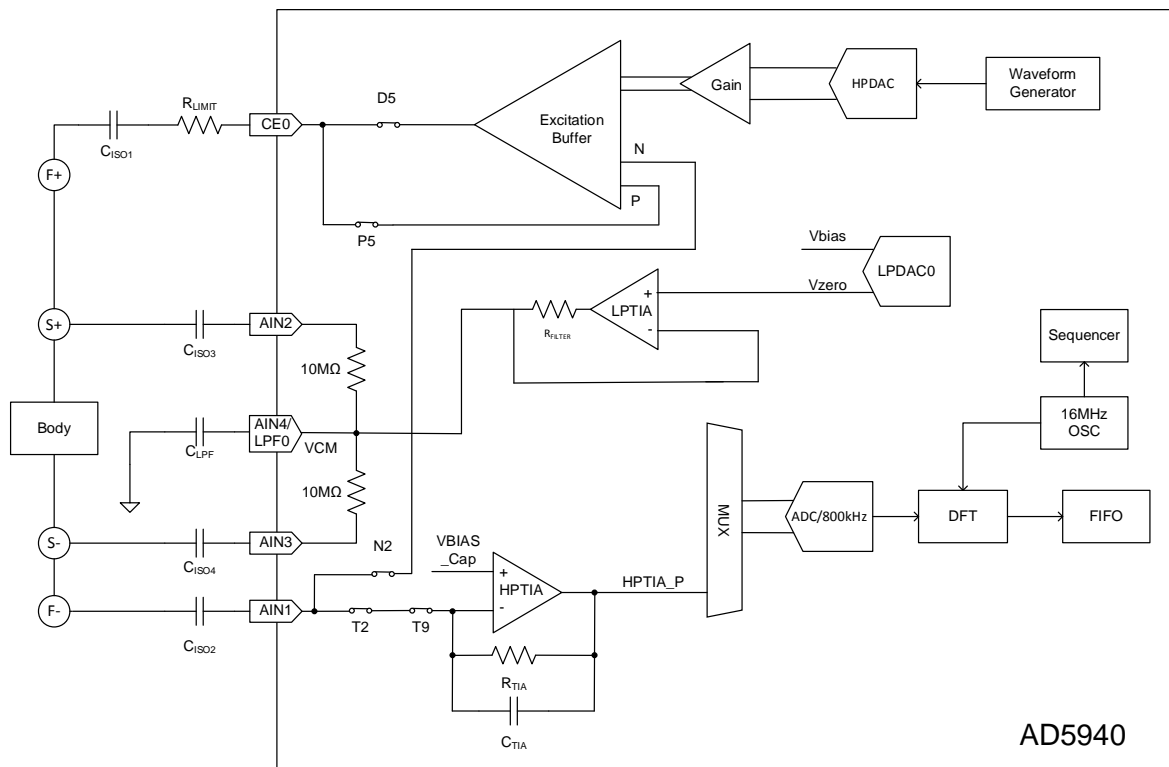 Waveform
Generator
HPDAC
Gain
Excitation
Buffer
N
P
D5
P5
R_LIMIT
C_ISO1
CE0
F+
Vbias
Vzero
LPDAC0
LPTIA
+
-
R_FILTER
S+
C_ISO3
AIN2
10MΩ
Body
C_LPF
AIN4/
LPF0
VCM
10MΩ
Sequencer
16MHz
OSC
S-
C_ISO4
AIN3
N2
VBIAS
_Cap
+
-
HPTIA
HPTIA_P
MUX
ADC/800kHz
DFT
FIFO
F-
C_ISO2
AIN1
T2
T9
R_TIA
C_TIA
AD5940